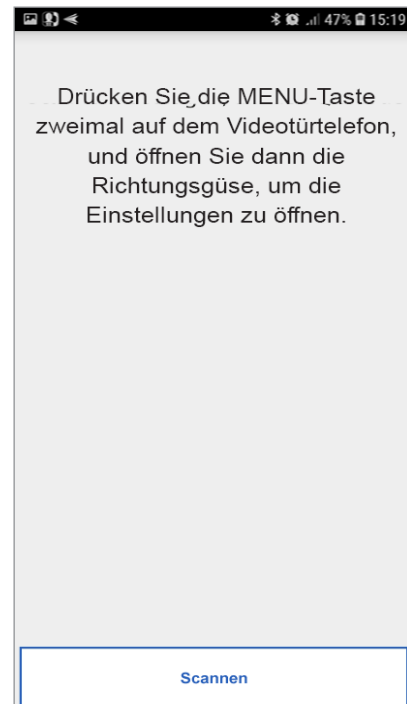 47% 15:19
Drücken Sie die MENU-Taste
zweimal auf dem Videotürtelefon,
und öffnen Sie dann die
Richtungsgüse, um die
Einstellungen zu öffnen.
Scannen